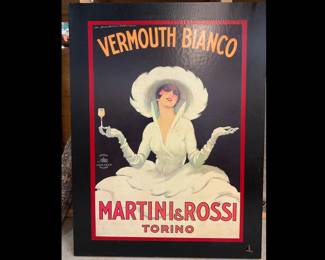 VERMOUTH BIANCO
MARTINI & ROSSI
TORINO